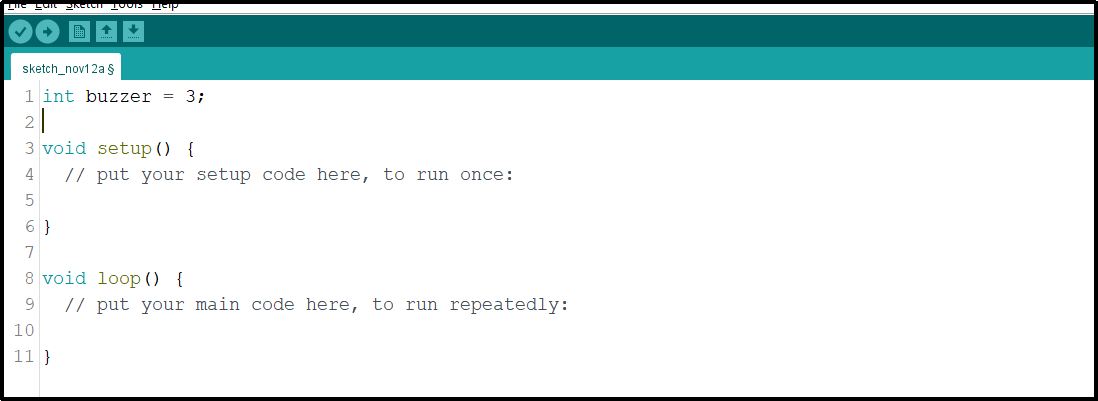 File Edit Sketch Tools Help
sketch_nov12a §
1 int buzzer = 3;
2
3 void setup() {
4   // put your setup code here, to run once:
5
6 }
7
8 void loop() {
9   // put your main code here, to run repeatedly:
10
11 }